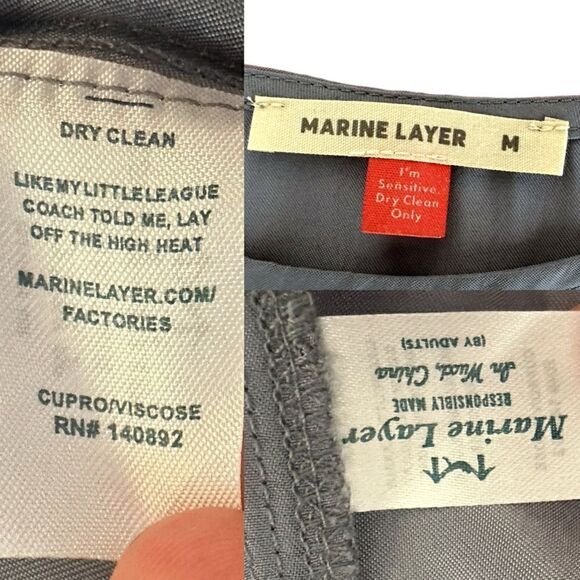 DRY CLEAN
LIKE MY LITTLE LEAGUE
COACH TOLD ME, LAY
OFF THE HIGH HEAT
MARINELAYER.COM/
FACTORIES
CUPRO/VISCOSE
RN# 140892
MARINE LAYER M
I'm
Sensitive
Dry Clean
Only
Marine Layer
RESPONSIBLY MADE
In Wuxi, China
(BY ADULTS)